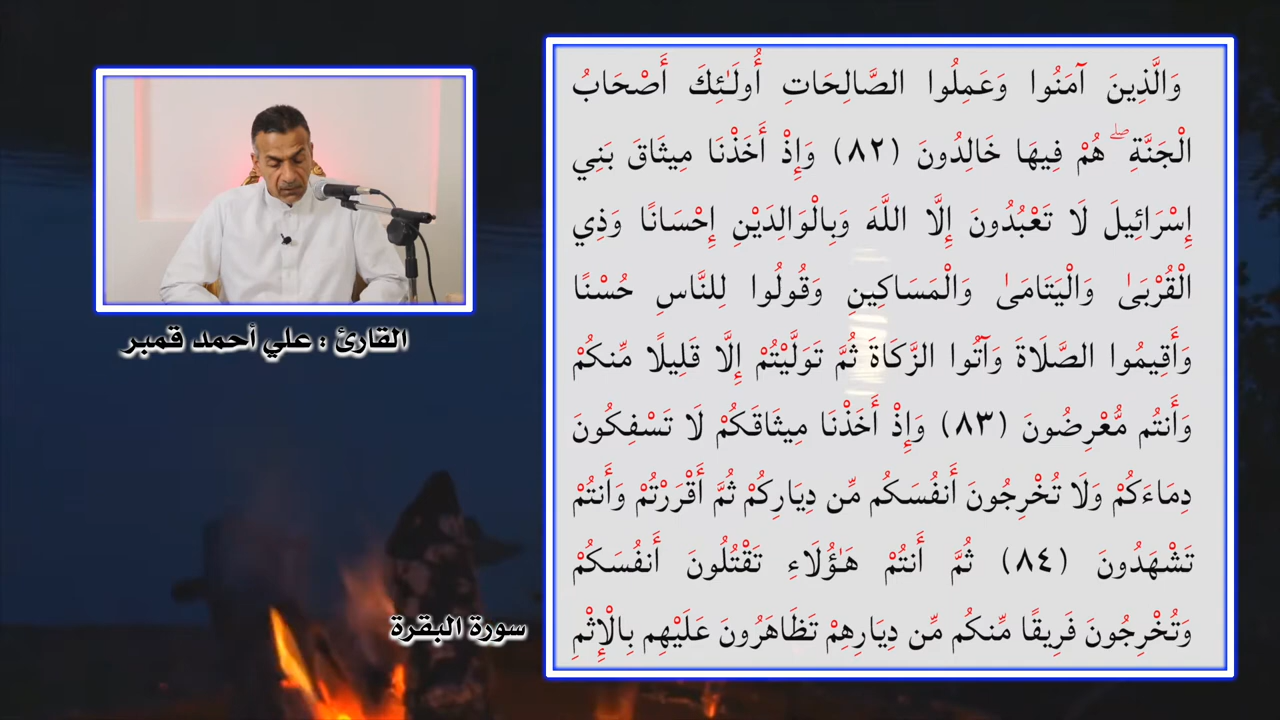 وَالَّذِينَ آمَنُوا وَعَمِلُوا الصَّالِحَاتِ أُولَـٰئِكَ أَصْحَابُ
الْجَنَّةِ ۖ هُمْ فِيهَا خَالِدُونَ (٨٢) وَإِذْ أَخَذْنَا مِيثَاقَ بَنِي
إِسْرَائِيلَ لَا تَعْبُدُونَ إِلَّا اللَّهَ وَبِالْوَالِدَيْنِ إِحْسَانًا وَذِي
الْقُرْبَىٰ وَالْيَتَامَىٰ وَالْمَسَاكِينِ وَقُولُوا لِلنَّاسِ حُسْنًا
وَأَقِيمُوا الصَّلَاةَ وَآتُوا الزَّكَاةَ ثُمَّ تَوَلَّيْتُمْ إِلَّا قَلِيلًا مِّنكُمْ
وَأَنتُم مُّعْرِضُونَ (٨٣) وَإِذْ أَخَذْنَا مِيثَاقَكُمْ لَا تَسْفِكُونَ
دِمَاءَكُمْ وَلَا تُخْرِجُونَ أَنفُسَكُم مِّن دِيَارِكُمْ ثُمَّ أَقْرَرْتُمْ وَأَنتُمْ
تَشْهَدُونَ (٨٤) ثُمَّ أَنتُمْ هَـٰؤُلَاءِ تَقْتُلُونَ أَنفُسَكُمْ
وَتُخْرِجُونَ فَرِيقًا مِّنكُم مِّن دِيَارِهِمْ تَظَاهَرُونَ عَلَيْهِم بِالْإِثْمِ
القارئ : علي أحمد قمبر
سورة البقرة